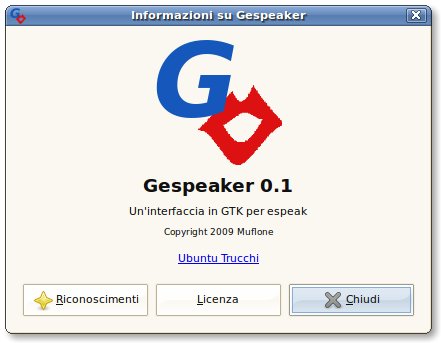 Informazioni su Gespeaker
G
Gespeaker 0.1
Un'interfaccia in GTK per espeak
Copyright 2009 Muflone
Ubuntu Trucchi
Riconoscimenti
Licenza
Chiudi